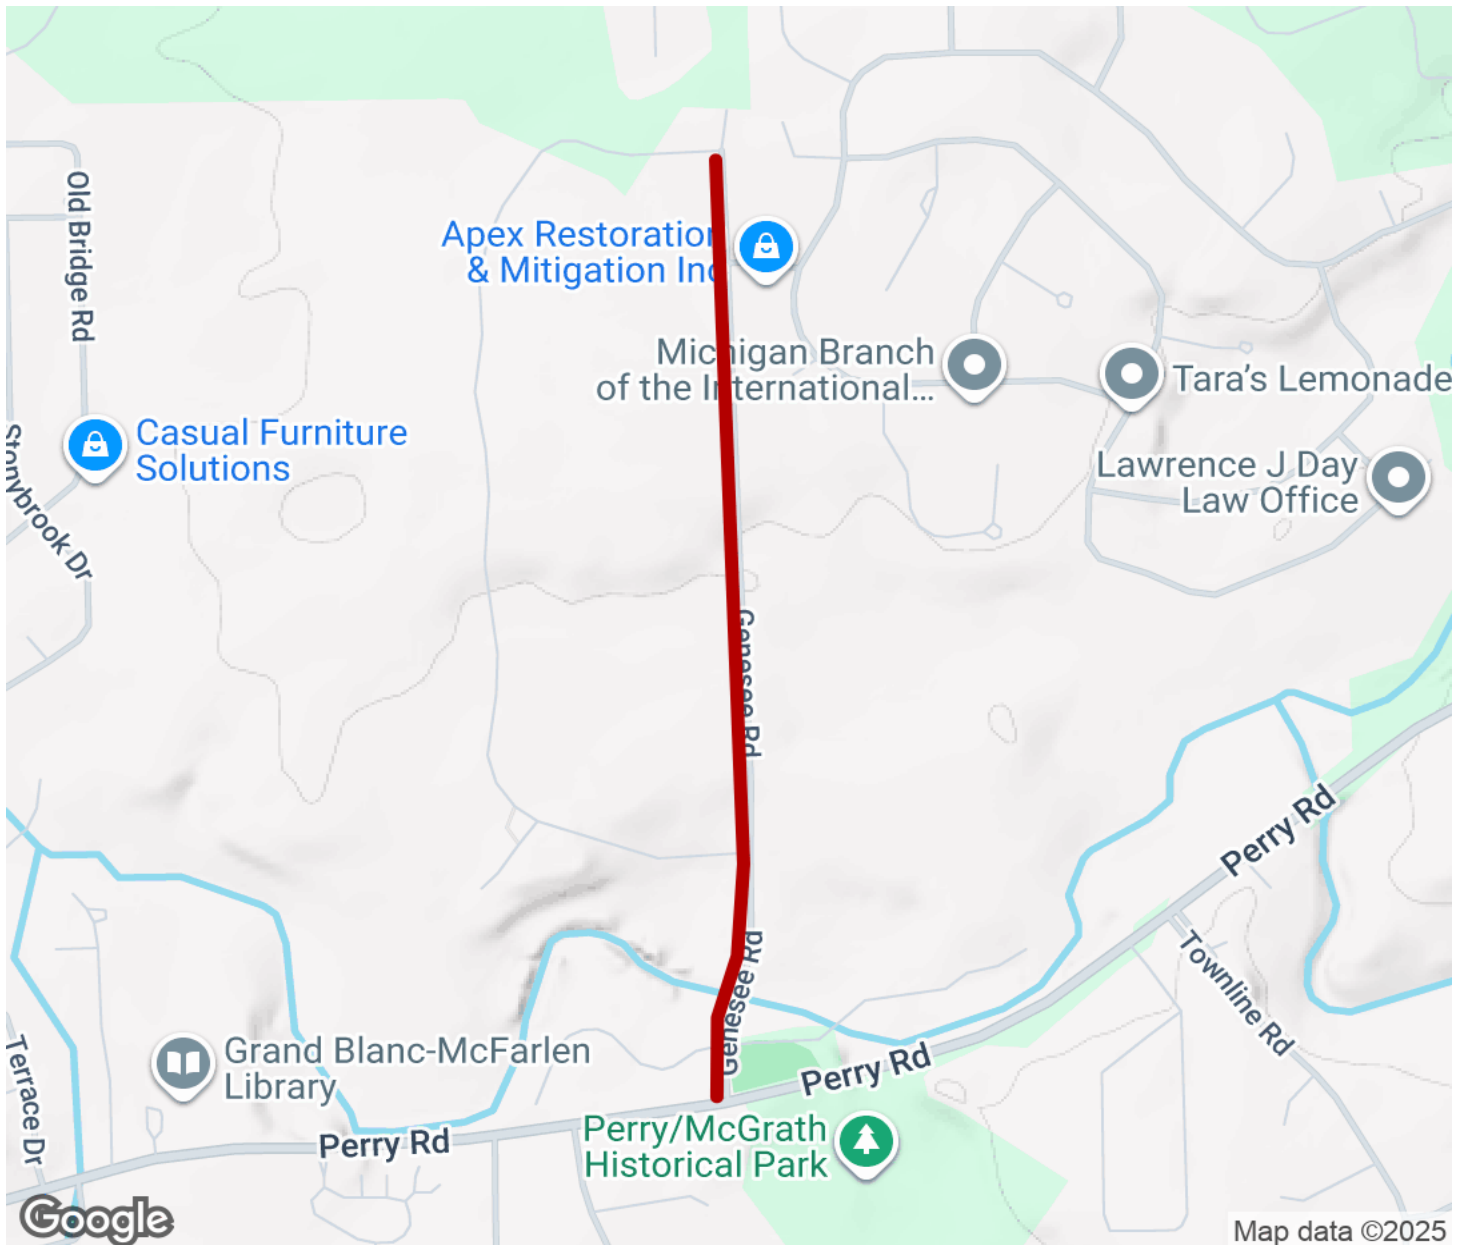 Old Bridge Rd
Apex Restoration
& Mitigation Inc
Michigan Branch
of the International...
Tara's Lemonade
Casual Furniture
Solutions
Stonybrook Dr
Lawrence J Day
Law Office
Genesee Rd
Perry Rd
Genesee Rd
Townline Rd
Terrace Dr
Grand Blanc-McFarlen
Library
Perry Rd
Perry Rd
Perry/McGrath
Historical Park
Google
Map data ©2025